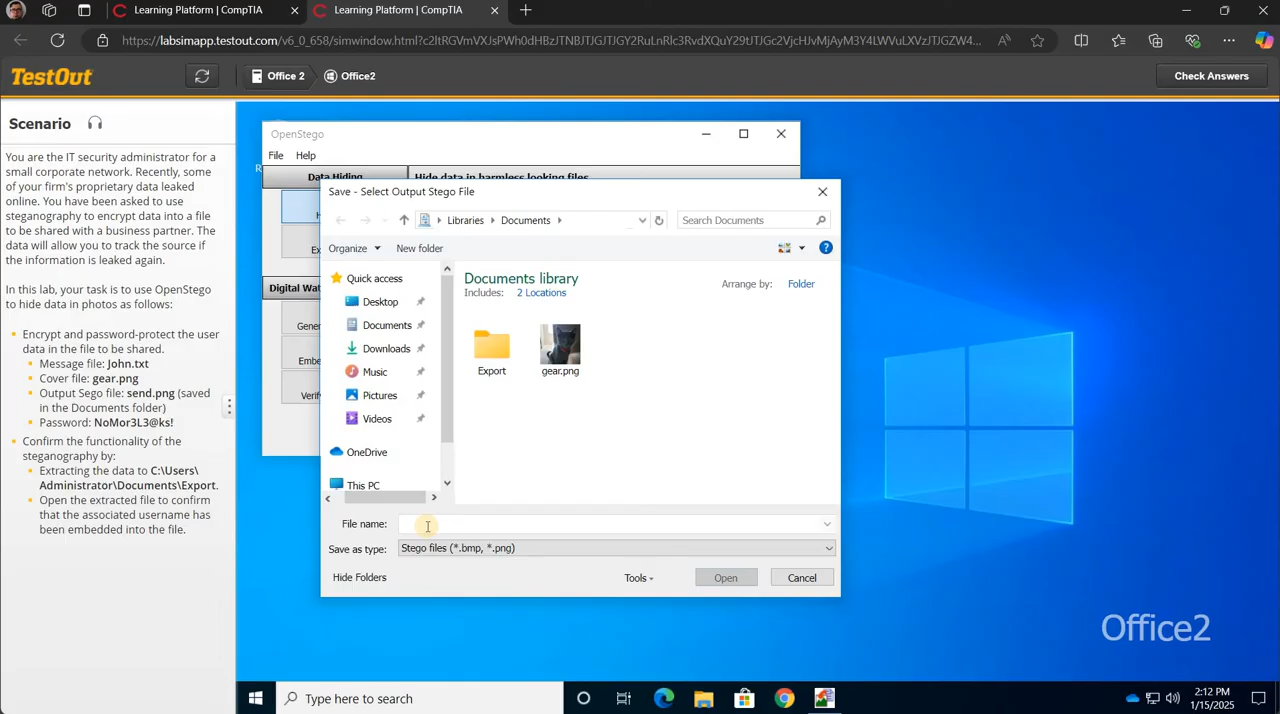 Learning Platform | CompTIA
Learning Platform | CompTIA
https://labsimapp.testout.com/v6_0_658/simwindow.html?
TestOut
Office 2
Office2
Check Answers
Scenario
You are the IT security administrator for a
small corporate network. Recently, some
of your firm's proprietary data leaked
online. You have been asked to use
steganography to encrypt data into a file
to be shared with a business partner. The
data will allow you to track the source if
the information is leaked again.
In this lab, your task is to use OpenStego
to hide data in photos as follows:
Encrypt and password-protect the user
data in the file to be shared.
Message file: John.txt
Cover file: gear.png
Output Sego file: send.png (saved
in the Documents folder)
Password: NoMor3L3@ks!
Confirm the functionality of the
steganography by:
Extracting the data to C:\Users\
Administrator\Documents\Export.
Open the extracted file to confirm
that the associated username has
been embedded into the file.
OpenStego
File Help
Data Hiding
Hide data in harmless looking files
Digital Wat
Gener
Embe
Verif
Save - Select Output Stego File
Libraries Documents
Search Documents
Organize New folder
Quick access
Desktop
Documents
Downloads
Music
Pictures
Videos
OneDrive
This PC
Documents library
Includes: 2 Locations
Arrange by: Folder
Export
gear.png
File name:
Save as type: Stego files (*.bmp, *.png)
Hide Folders
Tools
Open
Cancel
Office2
Type here to search
2:12 PM
1/15/2025